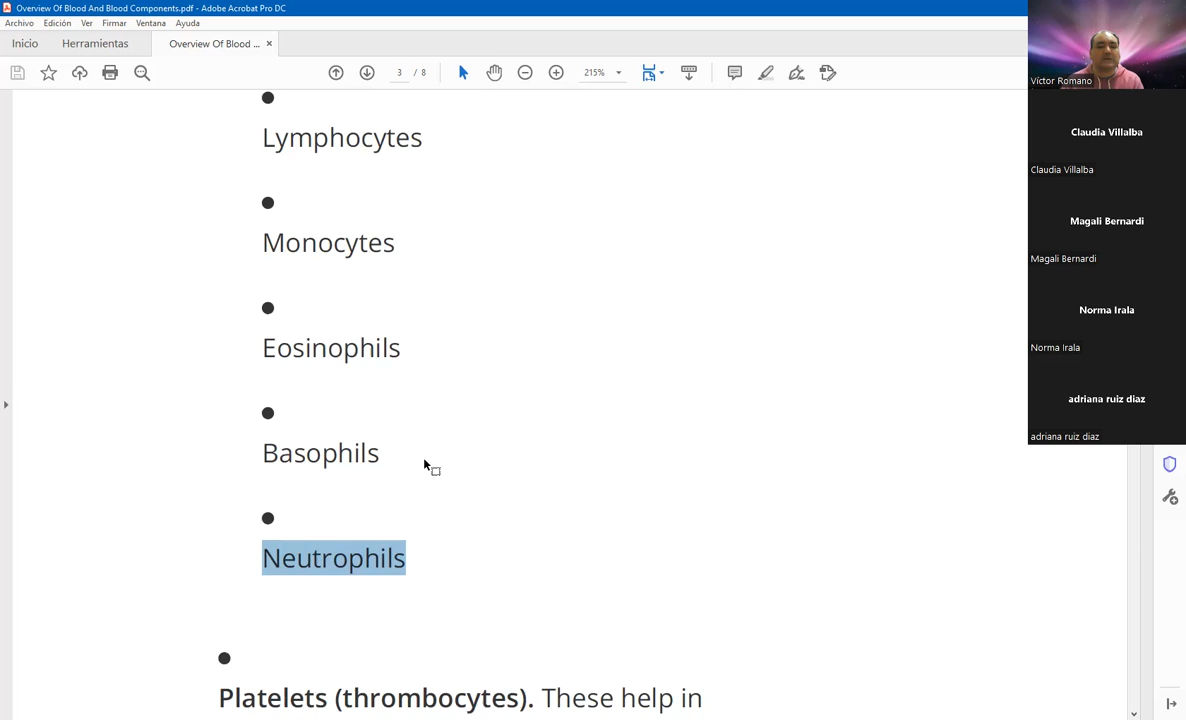 Overview Of Blood And Blood Components.pdf - Adobe Acrobat Pro DC
Archivo Edición Ver Firmar Ventana Ayuda
Inicio Herramientas Overview Of Blood ... ×
3 / 8 215%
Lymphocytes
Monocytes
Eosinophils
Basophils
Neutrophils
Platelets (thrombocytes). These help in
Víctor Romano
Claudia Villalba
Claudia Villalba
Magali Bernardi
Magali Bernardi
Norma Irala
Norma Irala
adriana ruiz diaz
adriana ruiz diaz